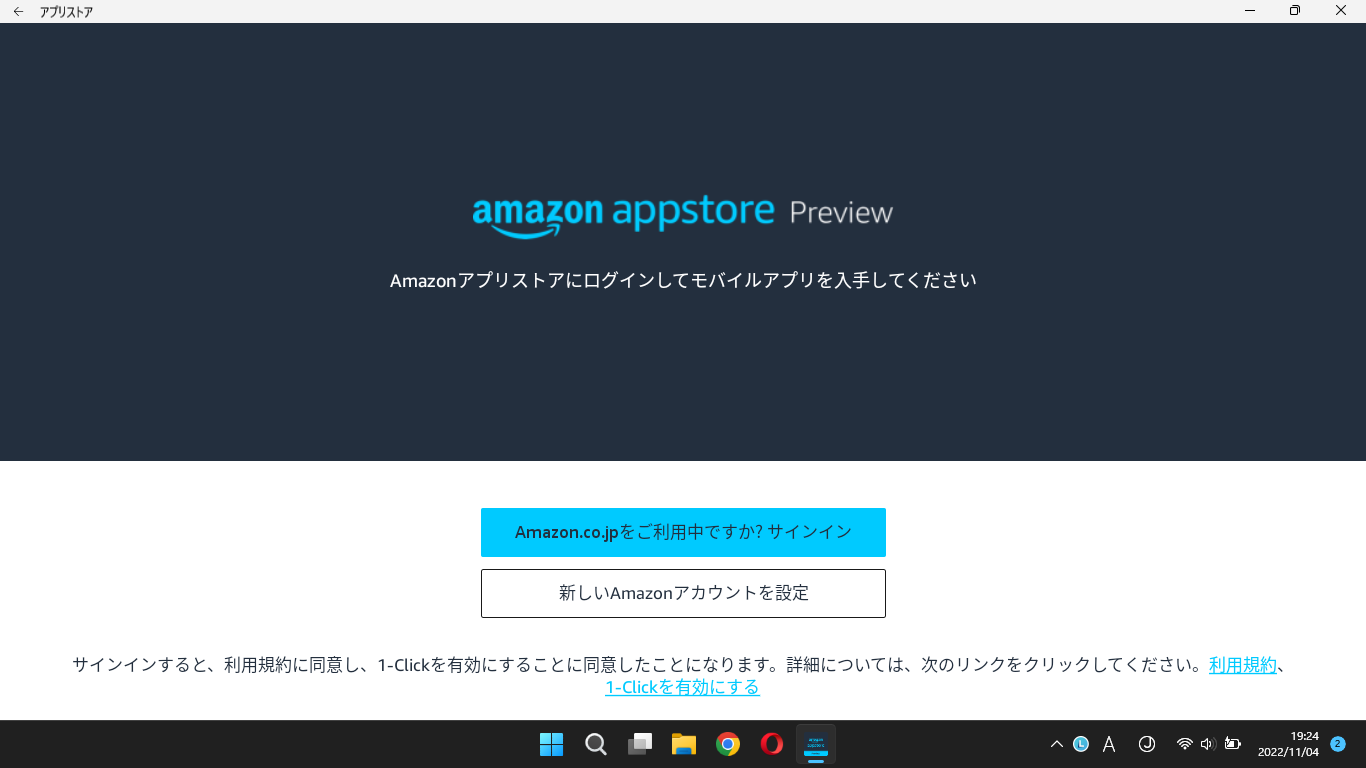 アプリストア
amazon appstore Preview
Amazonアプリストアにログインしてモバイルアプリを入手してください
Amazon.co.jpをご利用中ですか? サインイン
新しいAmazonアカウントを設定
サインインすると、利用規約に同意し、1-Clickを有効にすることに同意したことになります。詳細については、次のリンクをクリックしてください。利用規約、
1-Clickを有効にする
L A J 19:24 2
2022/11/04